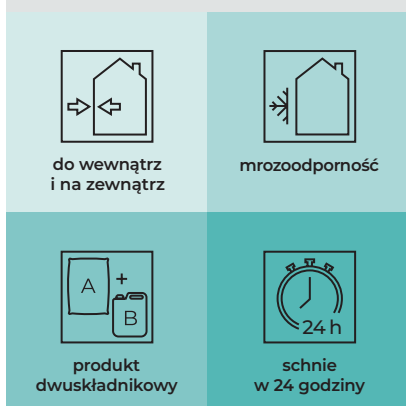 do wewnątrz
i na zewnątrz
mrozoodporność
A
+
B
produkt
dwuskładnikowy
24 h
schnie
w 24 godziny